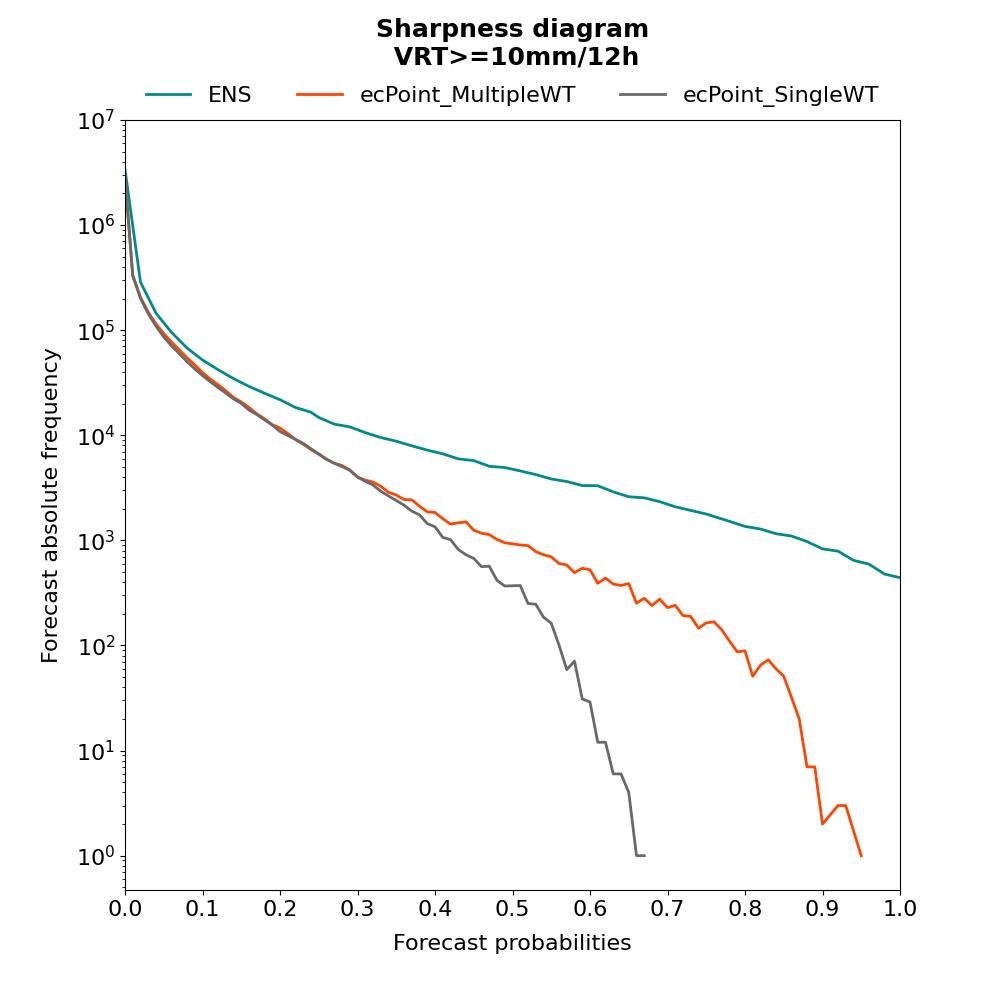 Sharpness diagram
VRT>=10mm/12h
ENS ecPoint_MultipleWT ecPoint_SingleWT
10⁷
10⁶
10⁵
10⁴
10³
10²
10¹
10⁰
Forecast absolute frequency
0.0 0.1 0.2 0.3 0.4 0.5 0.6 0.7 0.8 0.9 1.0
Forecast probabilities